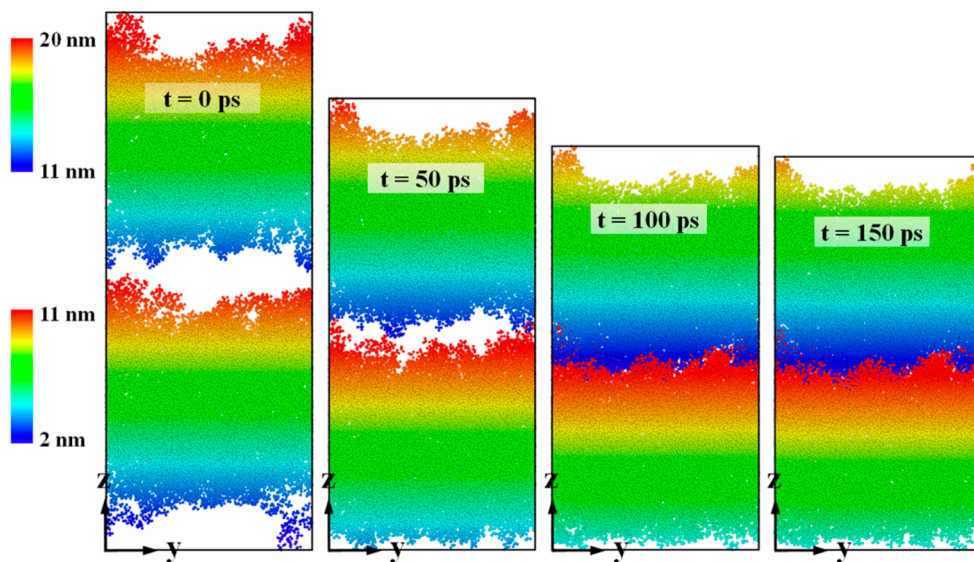 20 nm
11 nm
11 nm
2 nm
t = 0 ps
z
y
t = 50 ps
z
y
t = 100 ps
z
y
t = 150 ps
z
y